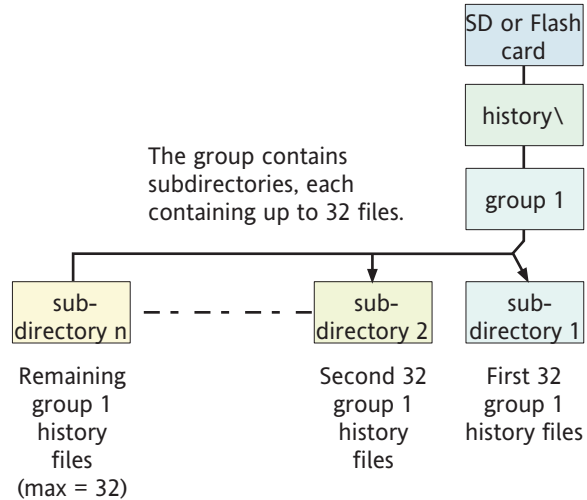 SD or Flash
card
history\
The group contains
subdirectories, each
containing up to 32 files.
group 1
sub-
directory n
sub-
directory 2
sub-
directory 1
Remaining
group 1
history
files
(max = 32)
Second 32
group 1
history
files
First 32
group 1
history files